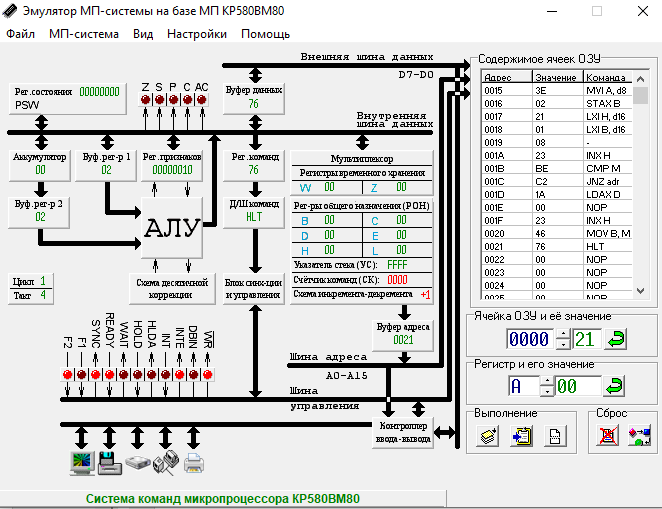 Эмулятор МП-системы на базе МП КР580ВМ80
Файл МП-система Вид Настройки Помощь
Внешняя шина данных
D7-D0
Z S P C AC
Рег.состояния 00000000
PSW
Буфер данных
76
Внутренняя
шина данных
Аккумулятор
00
Буф.рег-р 1
02
Рег.признаков
00000010
Рег.команд
76
Мультиплексор
Регистры временного хранения
W 00 Z 00
Буф.рег-р 2
02
АЛУ
Д/Ш команд
HLT
Рег-ры общего назначения (РОН)
B 00 C 00
D 00 E 00
H 00 L 00
Указатель стека (УС): FFFF
Счётчик команд (СК): 0000
Схема инкремента-декремента +1
Цикл 1
Такт 4
Схема десятичной
коррекции
Блок синх-ции
и управления
Буфер адреса
0021
F2 F1 SYNC READY WAIT HOLD HLDA INT INTE DBIN WR
Шина адреса
A0-A15
Шина
управления
Контроллер
ввода-вывода
Система команд микропроцессора КР580ВМ80
Содержимое ячеек ОЗУ
Адрес Значение Команда
0015 3E MVI A, d8
0016 02 STAX B
0017 21 LXI H, d16
0018 01 LXI B, d16
0019 08 -
001A 23 INX H
001B BE CMP M
001C C2 JNZ adr
001D 1A LDAX D
001E 00 NOP
001F 23 INX H
0020 46 MOV B, M
0021 76 HLT
0022 00 NOP
0023 00 NOP
0024 00 NOP
0025 00 NOP
Ячейка ОЗУ и её значение
0000 21
Регистр и его значение
A 00
Выполнение
Сброс